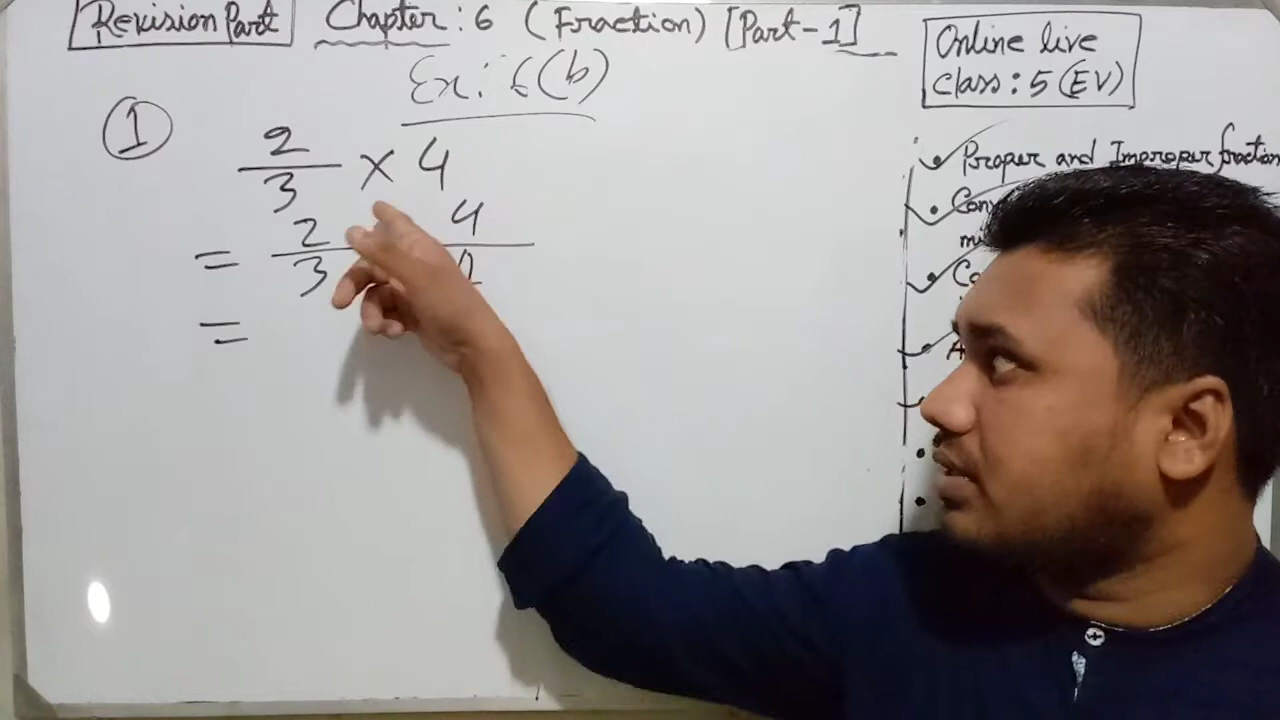 Revision Part
Chapter : 6 (Fraction) [Part-1]
Ex: 6(b)
Online live
class : 5 (EV)
①
2/3 × 4
= 2/3 4/1
=
• Proper and Improper fraction